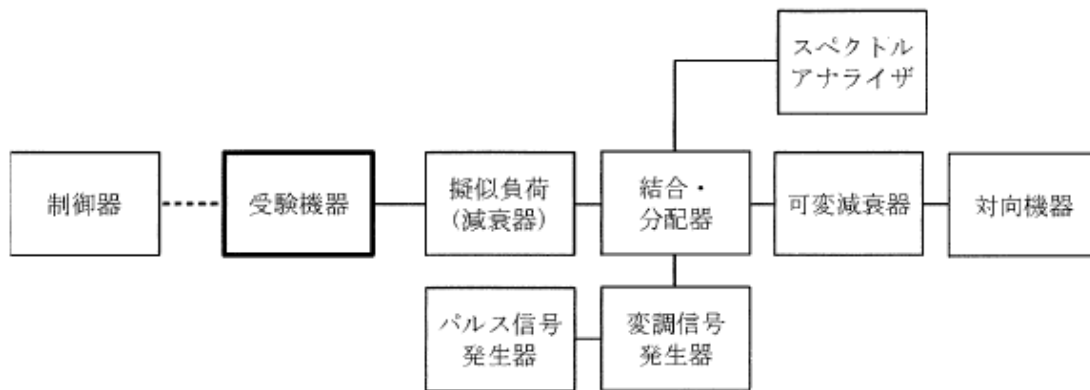 スペクトル
アナライザ
制御器
受験機器
擬似負荷
(減衰器)
結合・
分配器
可変減衰器
対向機器
パルス信号
発生器
変調信号
発生器